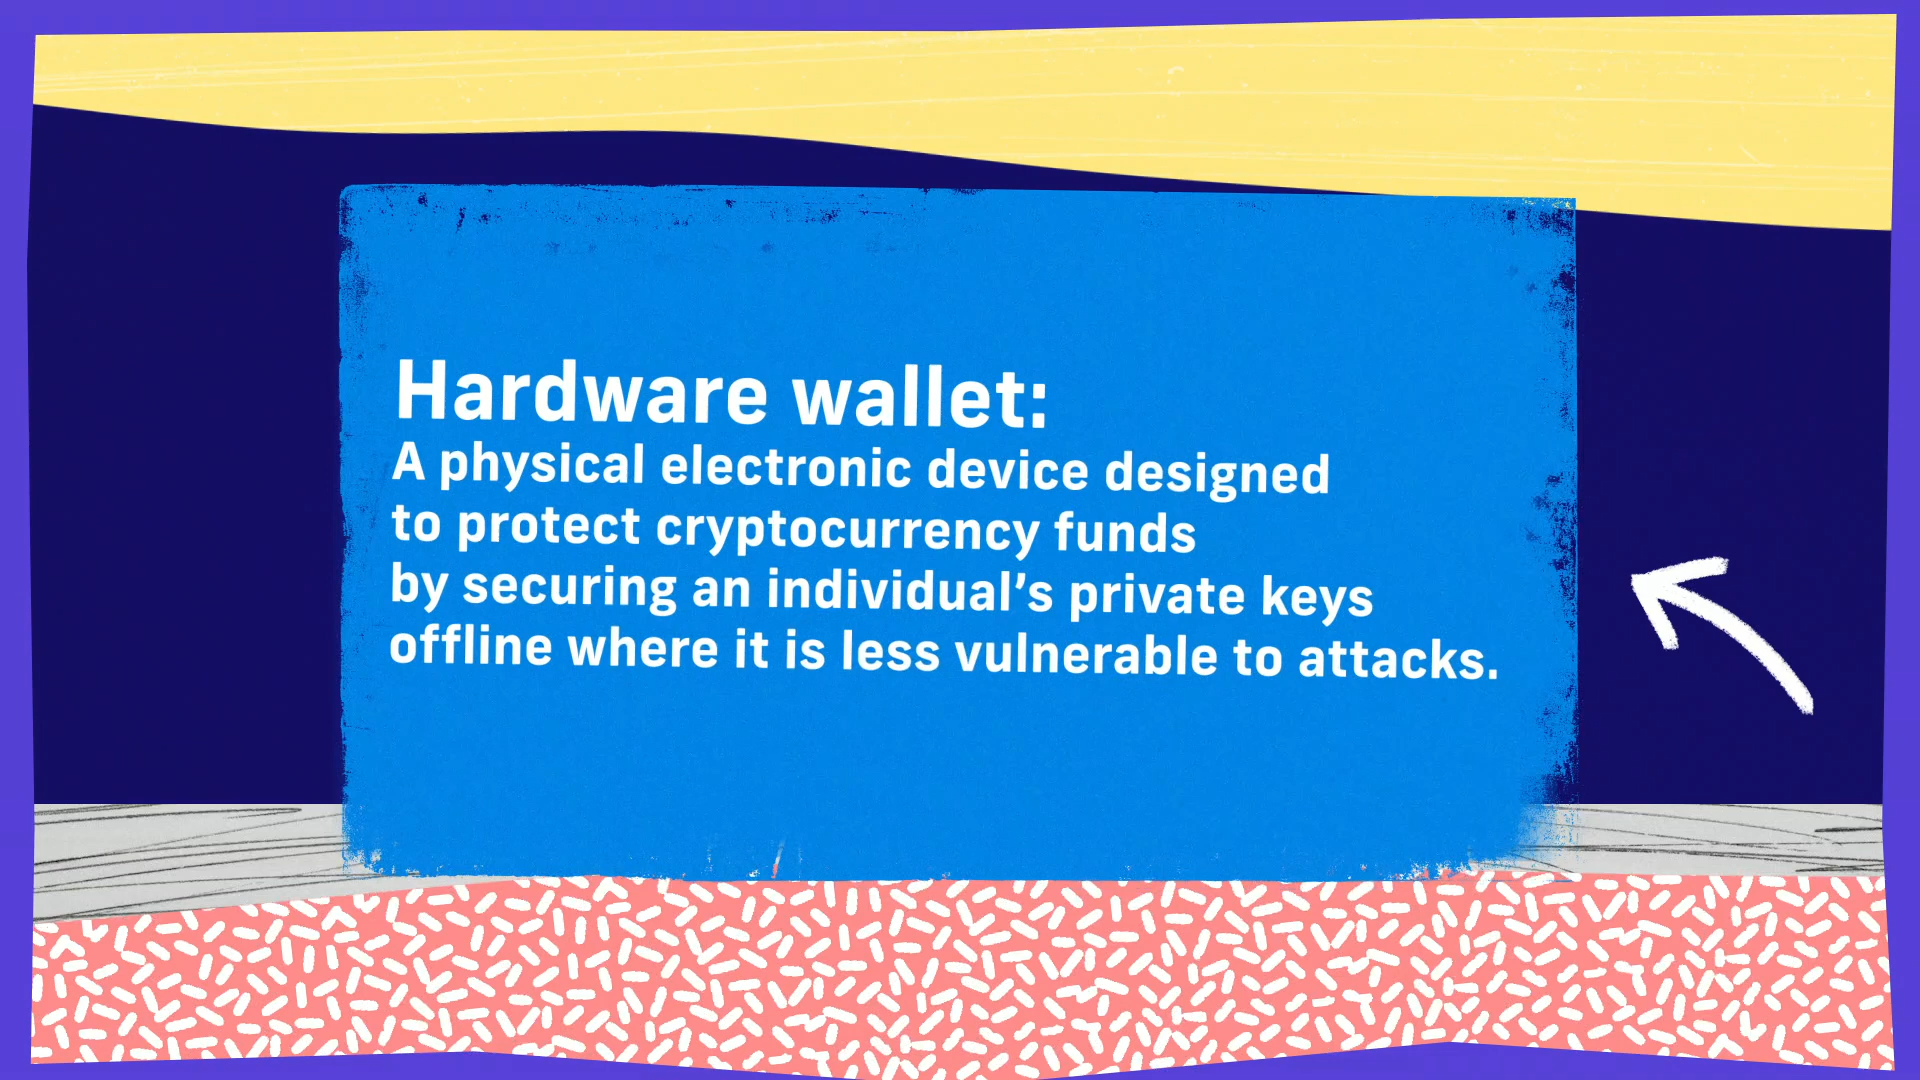 Hardware wallet:
A physical electronic device designed
to protect cryptocurrency funds
by securing an individual’s private keys
offline where it is less vulnerable to attacks.